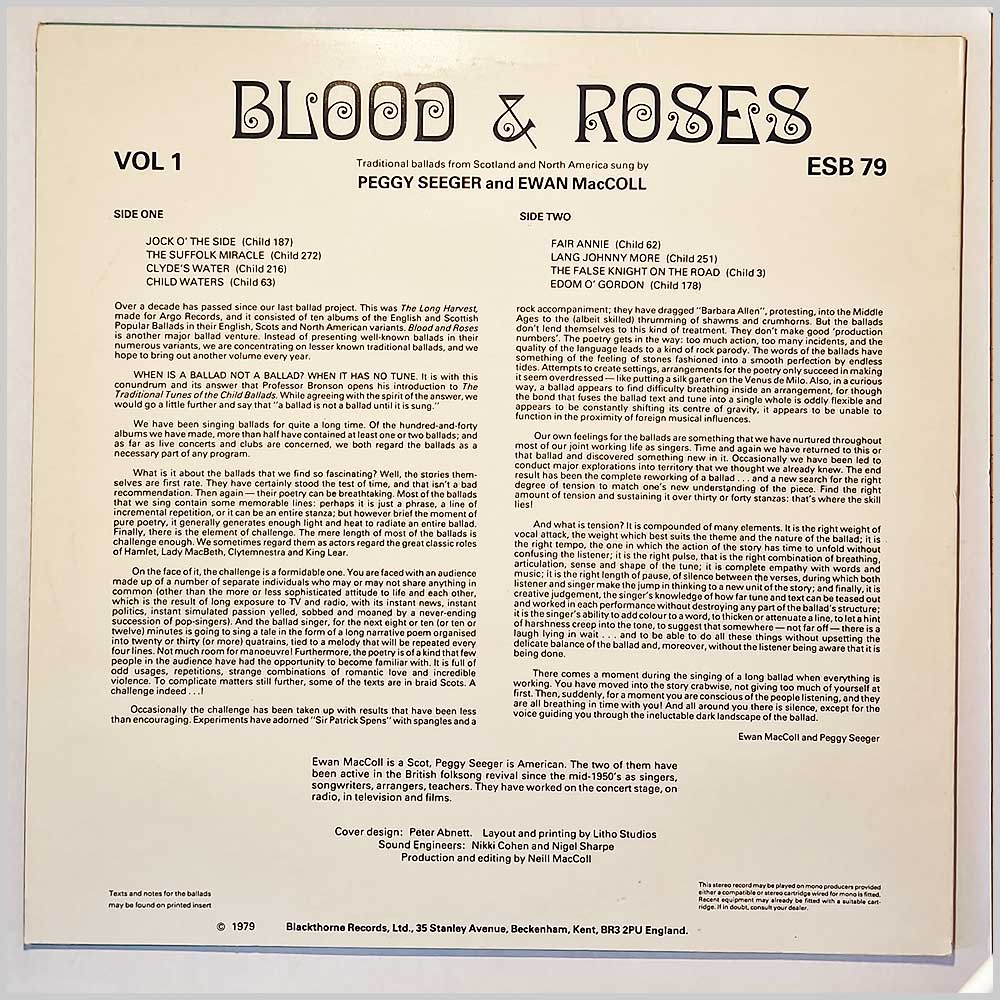 BLOOD & ROSES
VOL 1
Traditional ballads from Scotland and North America sung by
PEGGY SEEGER and EWAN MacCOLL
ESB 79
SIDE ONE
JOCK O' THE SIDE (Child 187)
THE SUFFOLK MIRACLE (Child 272)
CLYDE'S WATER (Child 216)
CHILD WATERS (Child 63)
SIDE TWO
FAIR ANNIE (Child 62)
LANG JOHNNY MORE (Child 251)
THE FALSE KNIGHT ON THE ROAD (Child 3)
EDOM O' GORDON (Child 178)
Over a decade has passed since our last ballad project. This was The Long Harvest,
made for Argo Records, and it consisted of ten albums of the English and Scottish
Popular Ballads in their English, Scots and North American variants. Blood and Roses
is another major ballad venture. Instead of presenting well-known ballads in their
numerous variants, we are concentrating on lesser known traditional ballads, and we
hope to bring out another volume every year.
WHEN IS A BALLAD NOT A BALLAD? WHEN IT HAS NO TUNE. It is with this
conundrum and its answer that Professor Bronson opens his introduction to The
Traditional Tunes of the Child Ballads. While agreeing with the spirit of the answer, we
would go a little further and say that "a ballad is not a ballad until it is sung."
We have been singing ballads for quite a long time. Of the hundred-and-forty
albums we have made, more than half have contained at least one or two ballads; and
as far as live concerts and clubs are concerned, we both regard the ballads as a
necessary part of any program.
What is it about the ballads that we find so fascinating? Well, the stories them-
selves are first rate. They have certainly stood the test of time, and that isn't a bad
recommendation. Then again — their poetry can be breathtaking. Most of the ballads
that we sing contain some memorable lines: perhaps it is just a phrase, a line of
incremental repetition, or it can be an entire stanza; but however brief the moment of
pure poetry, it generally generates enough light and heat to radiate an entire ballad.
Finally, there is the element of challenge. The mere length of most of the ballads is
challenge enough. We sometimes regard them as actors regard the great classic roles
of Hamlet, Lady MacBeth, Clytemnestra and King Lear.
On the face of it, the challenge is a formidable one. You are faced with an audience
made up of a number of separate individuals who may or may not share anything in
common (other than the more or less sophisticated attitude to life and each other,
which is the result of long exposure to TV and radio, with its instant news, instant
politics, instant simulated passion yelled, sobbed and moaned by a never-ending
succession of pop-singers). And the ballad singer, for the next eight or ten (or ten or
twelve) minutes is going to sing a tale in the form of a long narrative poem organised
into twenty or thirty (or more) quatrains, tied to a melody that will be repeated every
four lines. Not much room for manoeuvre! Furthermore, the poetry is of a kind that few
people in the audience have had the opportunity to become familiar with. It is full of
odd usages, repetitions, strange combinations of romantic love and incredible
violence. To complicate matters still further, some of the texts are in braid Scots. A
challenge indeed . . .!
Occasionally the challenge has been taken up with results that have been less
than encouraging. Experiments have adorned "Sir Patrick Spens" with spangles and a
rock accompaniment; they have dragged "Barbara Allen", protesting, into the Middle
Ages to the (albeit skilled) thrumming of shawms and crumhorns. But the ballads
don't lend themselves to this kind of treatment. They don't make good 'production
numbers'. The poetry gets in the way: too much action, too many incidents, and the
quality of the language leads to a kind of rock parody. The words of the ballads have
something of the feeling of stones fashioned into a smooth perfection by endless
tides. Attempts to create settings, arrangements for the poetry only succeed in making
it seem overdressed — like putting a silk garter on the Venus de Milo. Also, in a curious
way, a ballad appears to find difficulty breathing inside an arrangement, for though
the bond that fuses the ballad text and tune into a single whole is oddly flexible and
appears to be constantly shifting its centre of gravity, it appears to be unable to
function in the proximity of foreign musical influences.
Our own feelings for the ballads are something that we have nurtured throughout
most of our joint working life as singers. Time and again we have returned to this or
that ballad and discovered something new in it. Occasionally we have been led to
conduct major explorations into territory that we thought we already knew. The end
result has been the complete reworking of a ballad . . . and a new search for the right
degree of tension to match one's new understanding of the piece. Find the right
amount of tension and sustaining it over thirty or forty stanzas: that's where the skill
lies!
And what is tension? It is compounded of many elements. It is the right weight of
vocal attack, the weight which best suits the theme and the nature of the ballad; it is
the right tempo, the one in which the action of the story has time to unfold without
confusing the listener; it is the right pulse, that is the right combination of breathing,
articulation, sense and shape of the tune; it is complete empathy with words and
music; it is the right length of pause, of silence between the verses, during which both
listener and singer make the jump in thinking to a new unit of the story; and finally, it is
creative judgement, the singer's knowledge of how far tune and text can be teased out
and worked in each performance without destroying any part of the ballad's structure;
it is the singer's ability to add colour to a word, to thicken or attenuate a line, to let a hint
of harshness creep into the tone, to suggest that somewhere — not far off — there is a
laugh lying in wait . . . and to be able to do all these things without upsetting the
delicate balance of the ballad and, moreover, without the listener being aware that it is
being done.
There comes a moment during the singing of a long ballad when everything is
working. You have moved into the story crabwise, not giving too much of yourself at
first. Then, suddenly, for a moment you are conscious of the people listening, and they
are all breathing in time with you! And all around you there is silence, except for the
voice guiding you through the ineluctable dark landscape of the ballad.
Ewan MacColl and Peggy Seeger
Ewan MacColl is a Scot, Peggy Seeger is American. The two of them have
been active in the British folksong revival since the mid-1950's as singers,
songwriters, arrangers, teachers. They have worked on the concert stage, on
radio, in television and films.
Cover design: Peter Abnett. Layout and printing by Litho Studios
Sound Engineers: Nikki Cohen and Nigel Sharpe
Production and editing by Neill MacColl
Texts and notes for the ballads
may be found on printed insert
This stereo record may be played on mono producers provided
either a compatible or stereo cartridge wired for mono is fitted.
Recent equipment may already be fitted with a suitable cart-
ridge. If in doubt, consult your dealer.
© 1979 Blackthorne Records, Ltd., 35 Stanley Avenue, Beckenham, Kent, BR3 2PU England.